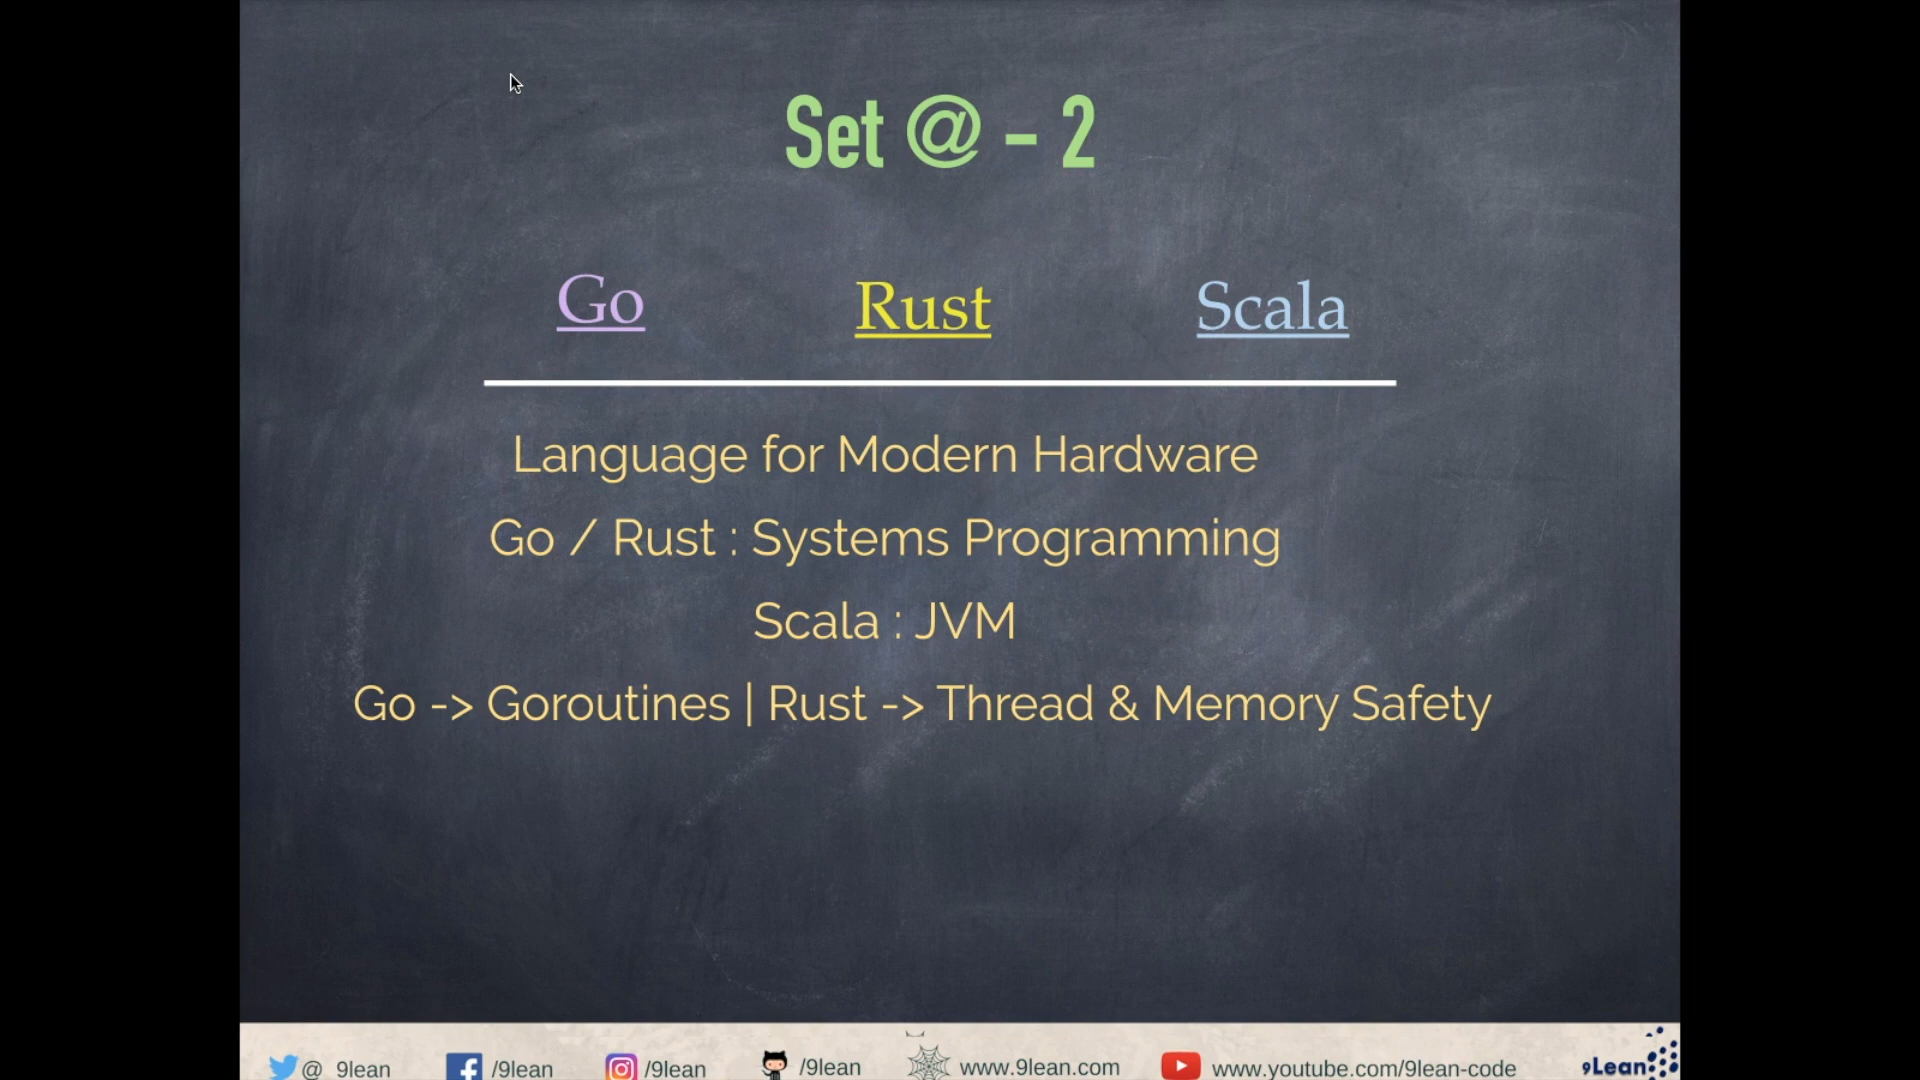 Set @ - 2
Go Rust Scala
Language for Modern Hardware
Go / Rust : Systems Programming
Scala : JVM
Go -> Goroutines | Rust -> Thread & Memory Safety
@ 9lean /9lean /9lean /9lean www.9lean.com www.youtube.com/9lean-code 9Lean